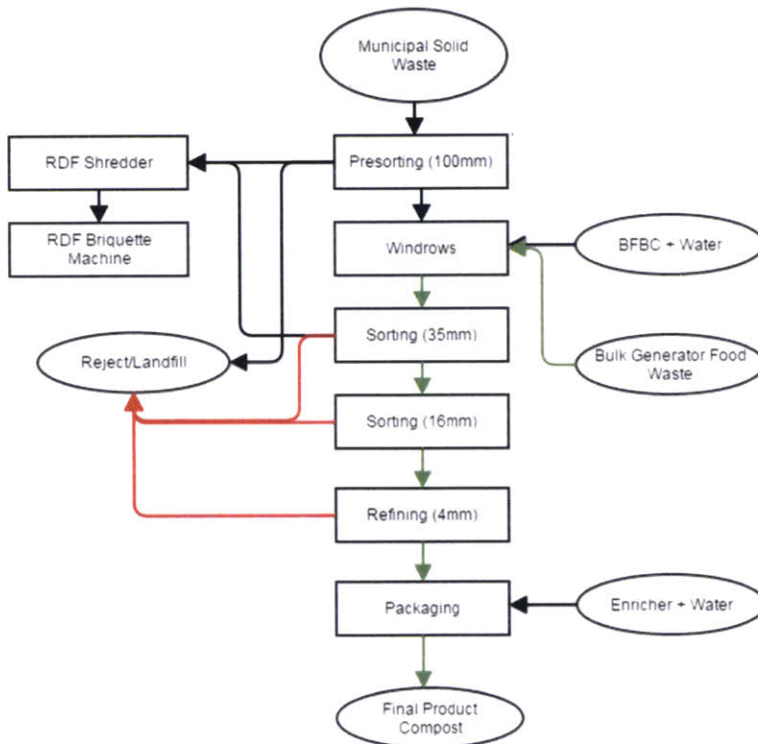 Municipal Solid
Waste
RDF Shredder
Presorting (100mm)
RDF Briquette
Machine
Windrows
BFBC + Water
Reject/Landfill
Sorting (35mm)
Bulk Generator Food
Waste
Sorting (16mm)
Refining (4mm)
Packaging
Enricher + Water
Final Product
Compost